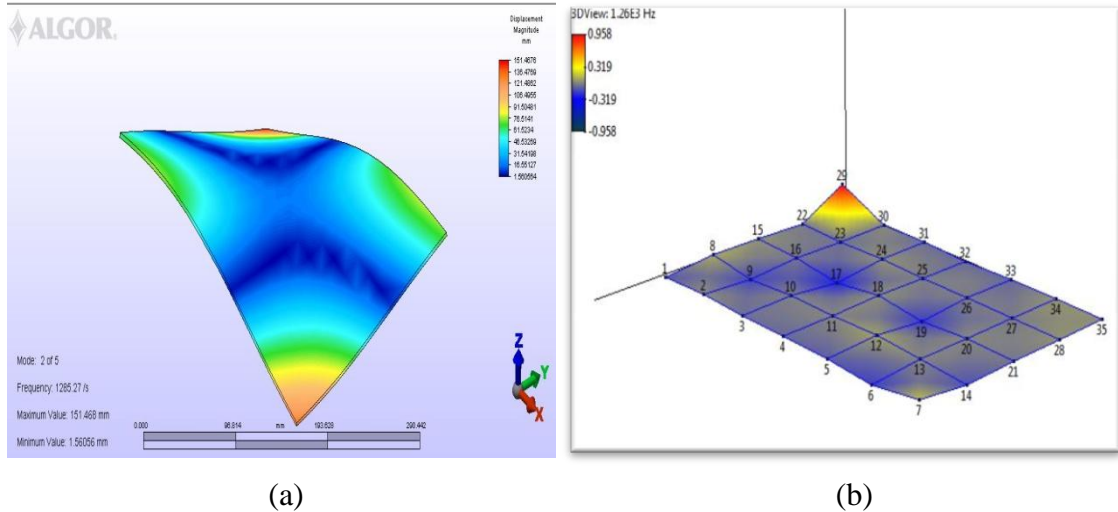 ALGOR.
Displacement
Magnitude
mm
151.4676
136.4769
121.4862
106.4955
91.50481
76.5141
61.5234
46.53269
31.54198
16.55127
1.560564
Mode: 2 of 5
Frequency: 1285.27 /s
Maximum Value: 151.468 mm
Minimum Value: 1.56056 mm
0.000 96.814 mm 193.628 290.442
Z
Y
X
(a)
3DView: 1.26E3 Hz
0.958
0.319
-0.319
-0.958
29
22 30
15 23 31
8 16 24 32
1 9 17 25 33
2 10 18 26 34
3 11 19 27 35
4 12 20 28
5 13 21
6 14
7
(b)